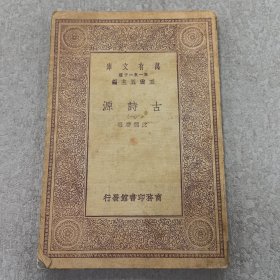 萬有文庫
第一集一千種
王雲五主編
古詩源
沈德潛選
商務印書館發行